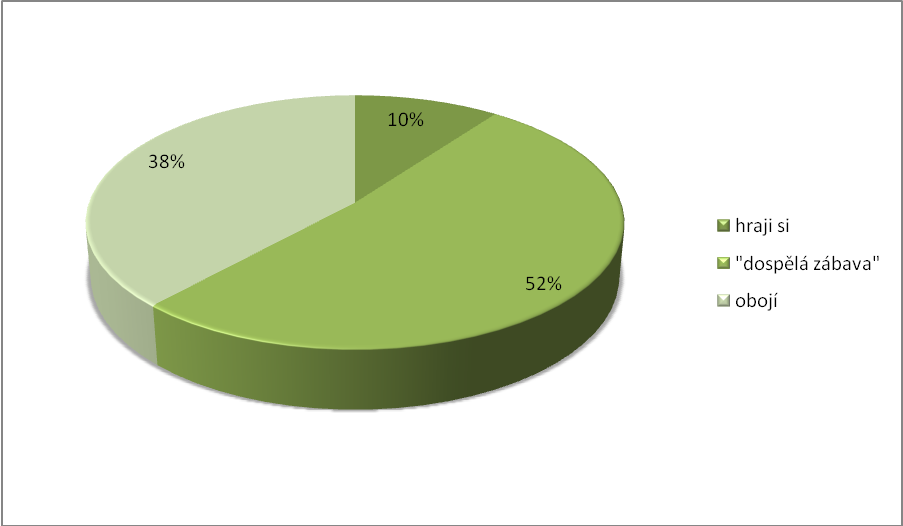 10%
38%
52%
hraji si
"dospělá zábava"
obojí